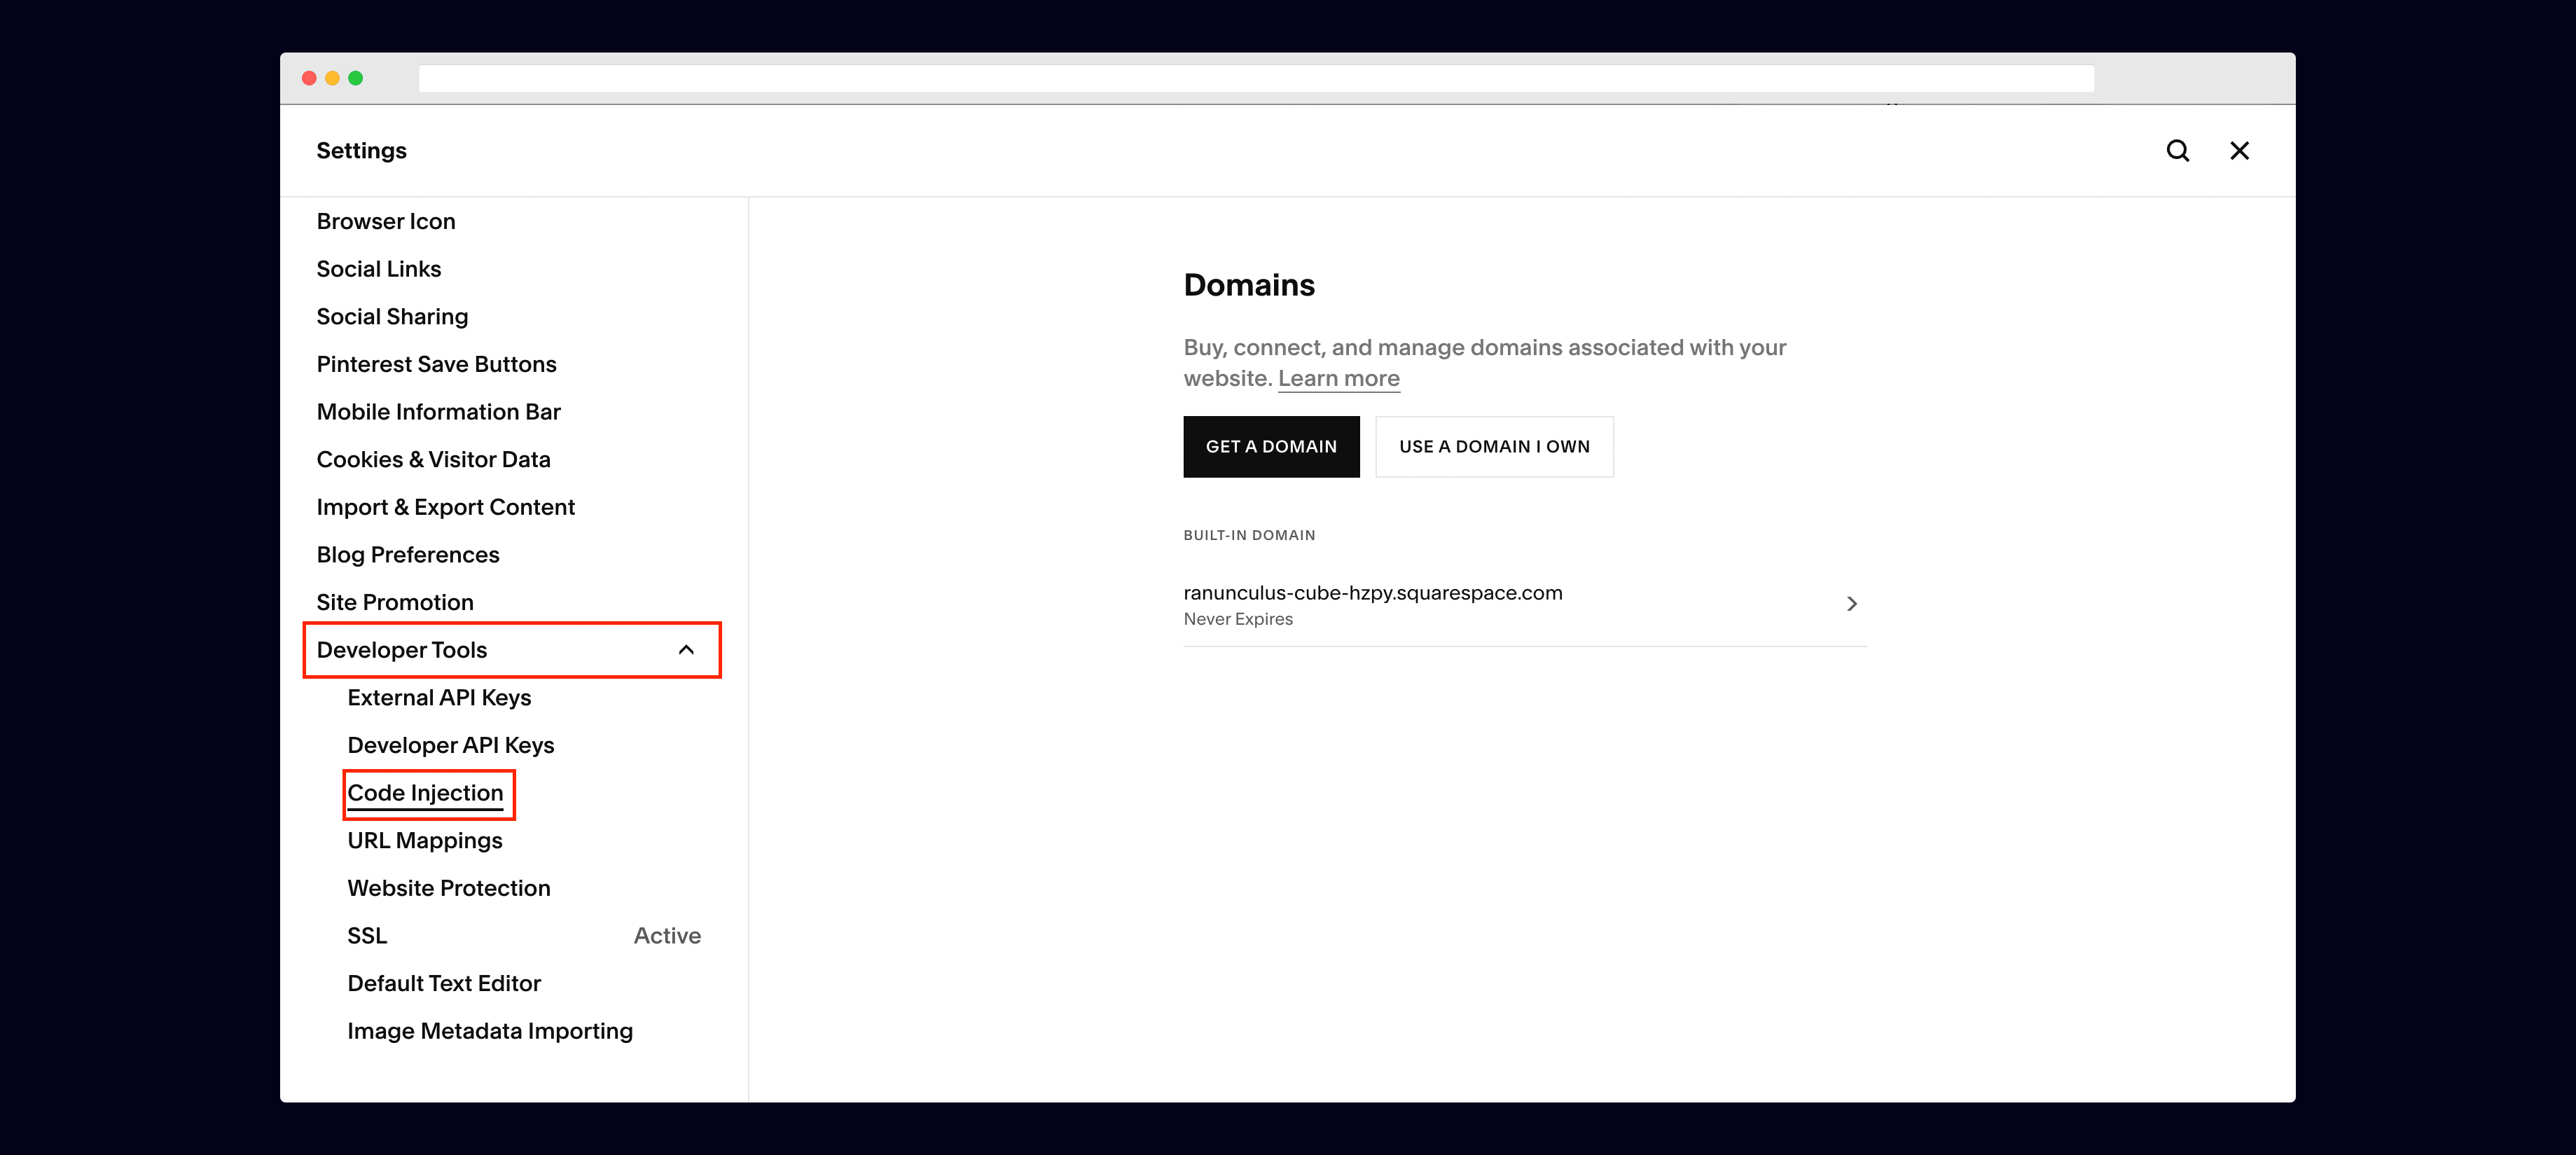 Settings
Browser Icon
Social Links
Social Sharing
Pinterest Save Buttons
Mobile Information Bar
Cookies & Visitor Data
Import & Export Content
Blog Preferences
Site Promotion
Developer Tools
External API Keys
Developer API Keys
Code Injection
URL Mappings
Website Protection
SSL Active
Default Text Editor
Image Metadata Importing
Domains
Buy, connect, and manage domains associated with your
website. Learn more
GET A DOMAIN USE A DOMAIN I OWN
BUILT-IN DOMAIN
ranunculus-cube-hzpy.squarespace.com
Never Expires